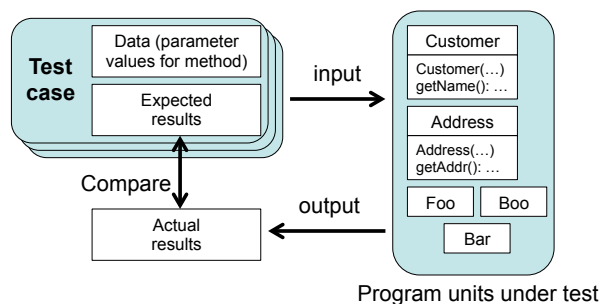 Test
case
Data (parameter
values for method)
Expected
results
input
Compare
Actual
results
output
Customer
Customer(…)
getName(): …
Address
Address(…)
getAddr(): …
Foo
Boo
Bar
Program units under test